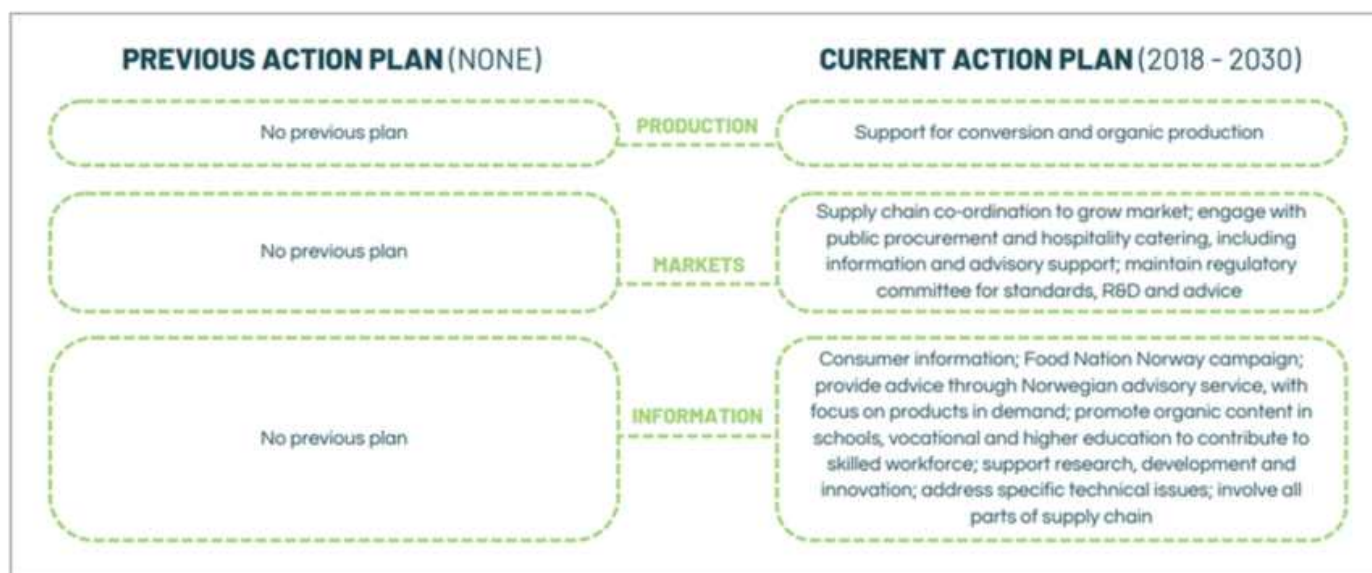 PREVIOUS ACTION PLAN (NONE)
CURRENT ACTION PLAN (2018 - 2030)
No previous plan
PRODUCTION
Support for conversion and organic production
No previous plan
MARKETS
Supply chain co-ordination to grow market; engage with
public procurement and hospitality catering, including
information and advisory support; maintain regulatory
committee for standards, R&D and advice
No previous plan
INFORMATION
Consumer information; Food Nation Norway campaign;
provide advice through Norwegian advisory service, with
focus on products in demand; promote organic content in
schools, vocational and higher education to contribute to
skilled workforce; support research, development and
innovation; address specific technical issues; involve all
parts of supply chain